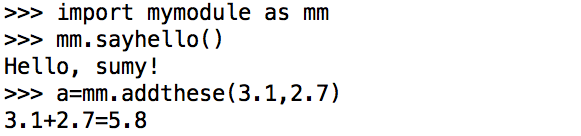 >>> import mymodule as mm
>>> mm.sayhello()
Hello, sumy!
>>> a=mm.addthese(3.1,2.7)
3.1+2.7=5.8